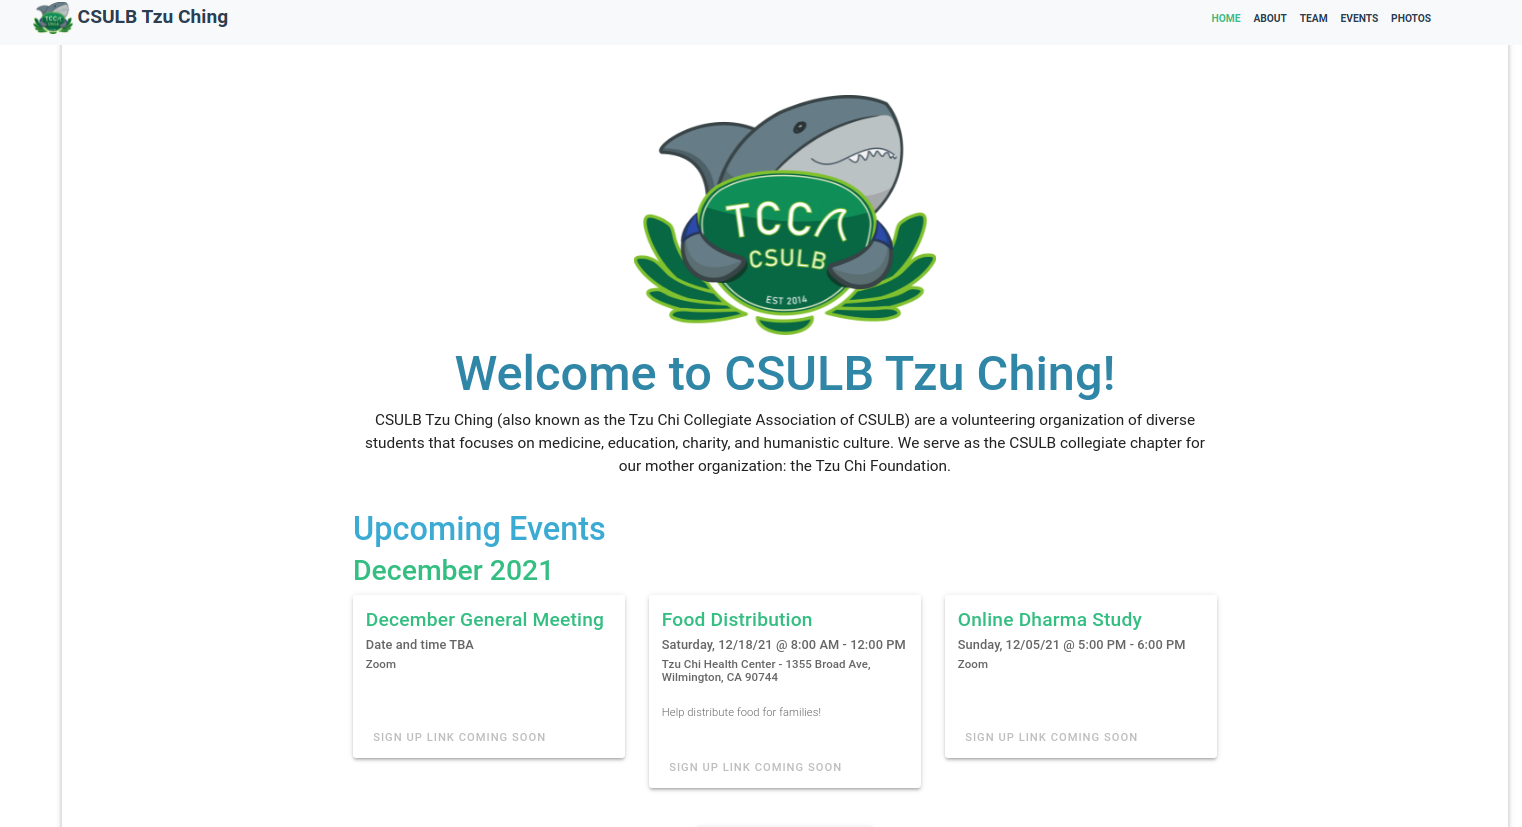 CSULB Tzu Ching
HOME ABOUT TEAM EVENTS PHOTOS
TCCA
CSULB
EST 2014
Welcome to CSULB Tzu Ching!
CSULB Tzu Ching (also known as the Tzu Chi Collegiate Association of CSULB) are a volunteering organization of diverse
students that focuses on medicine, education, charity, and humanistic culture. We serve as the CSULB collegiate chapter for
our mother organization: the Tzu Chi Foundation.
Upcoming Events
December 2021
December General Meeting
Date and time TBA
Zoom
SIGN UP LINK COMING SOON
Food Distribution
Saturday, 12/18/21 @ 8:00 AM - 12:00 PM
Tzu Chi Health Center - 1355 Broad Ave,
Wilmington, CA 90744
Help distribute food for families!
SIGN UP LINK COMING SOON
Online Dharma Study
Sunday, 12/05/21 @ 5:00 PM - 6:00 PM
Zoom
SIGN UP LINK COMING SOON